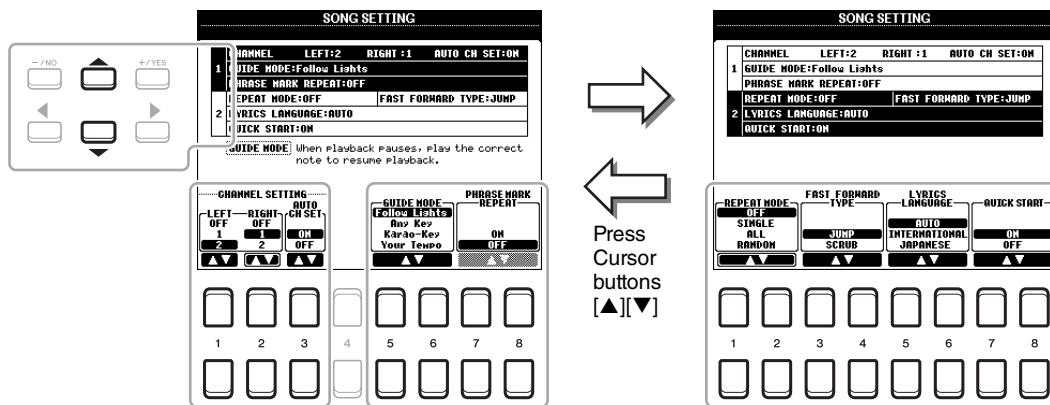 SONG SETTING
-/NO
+/YES
CHANNEL LEFT:2 RIGHT :1 AUTO CH SET:ON
1 GUIDE MODE:Follow Lights
PHRASE MARK REPEAT:OFF
REPEAT MODE:OFF FAST FORWARD TYPE:JUMP
2 LYRICS LANGUAGE:AUTO
QUICK START:ON
GUIDE MODE When playback pauses, play the correct
note to resume playback.
CHANNEL SETTING
LEFT RIGHT AUTO CH SET
OFF OFF
1 1 ON
2 2 OFF
GUIDE MODE
Follow Lights
Any Key
Karao-Key
Your Tempo
PHRASE MARK
REPEAT
ON
OFF
1 2 3 4 5 6 7 8
Press
Cursor
buttons
[▲][▼]
SONG SETTING
CHANNEL LEFT:2 RIGHT :1 AUTO CH SET:ON
1 GUIDE MODE:Follow Lights
PHRASE MARK REPEAT:OFF
REPEAT MODE:OFF FAST FORWARD TYPE:JUMP
2 LYRICS LANGUAGE:AUTO
QUICK START:ON
REPEAT MODE
OFF
SINGLE
ALL
RANDOM
FAST FORWARD
TYPE
JUMP
SCRUB
LYRICS
LANGUAGE
AUTO
INTERNATIONAL
JAPANESE
QUICK START
ON
OFF
1 2 3 4 5 6 7 8